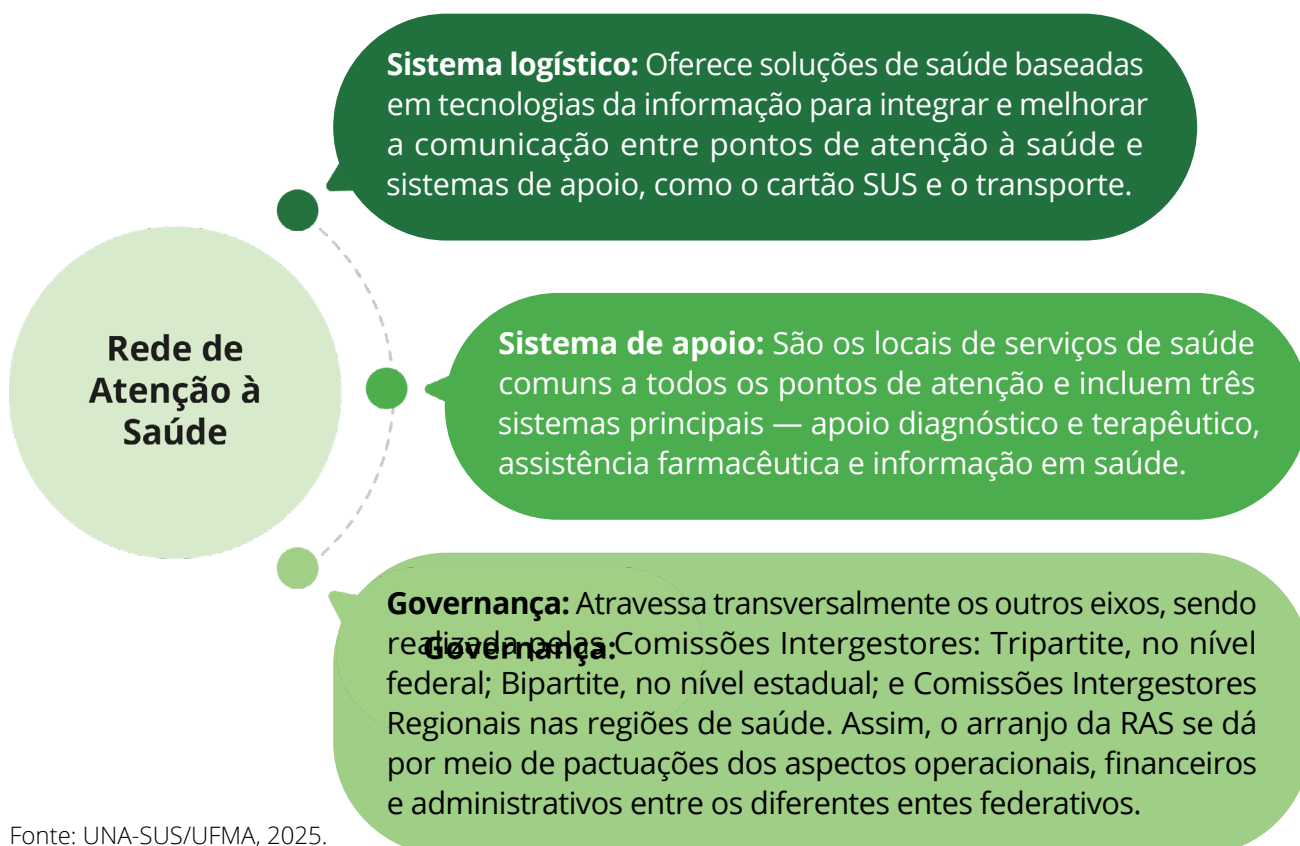 Sistema logístico: Oferece soluções de saúde baseadas
em tecnologias da informação para integrar e melhorar
a comunicação entre pontos de atenção à saúde e
sistemas de apoio, como o cartão SUS e o transporte.
Rede de
Atenção à
Saúde
Sistema de apoio: São os locais de serviços de saúde
comuns a todos os pontos de atenção e incluem três
sistemas principais — apoio diagnóstico e terapêutico,
assistência farmacêutica e informação em saúde.
Governança: Atravessa transversalmente os outros eixos, sendo
realizada pelas Comissões Intergestores: Tripartite, no nível
Governança:
federal; Bipartite, no nível estadual; e Comissões Intergestores
Regionais nas regiões de saúde. Assim, o arranjo da RAS se dá
por meio de pactuações dos aspectos operacionais, financeiros
e administrativos entre os diferentes entes federativos.
Fonte: UNA-SUS/UFMA, 2025.